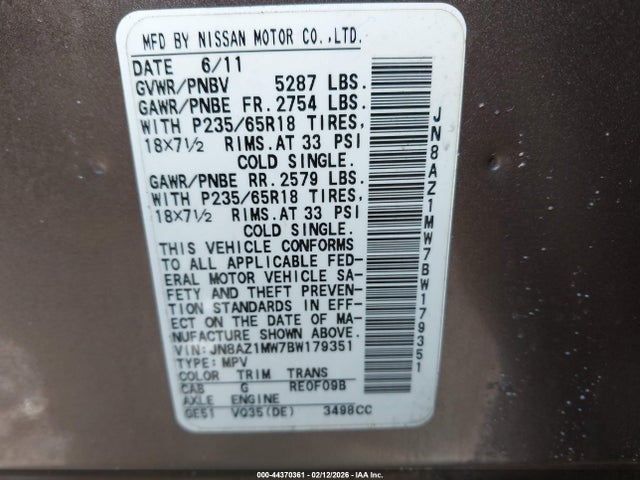 MFD BY NISSAN MOTOR CO.,LTD.
DATE 6/11
GVWR/PNBV 5287 LBS.
GAWR/PNBE FR. 2754 LBS.
WITH P235/65R18 TIRES,
18X7½ RIMS.AT 33 PSI
COLD SINGLE.
GAWR/PNBE RR. 2579 LBS.
WITH P235/65R18 TIRES,
18X7½ RIMS.AT 33 PSI
COLD SINGLE.
THIS VEHICLE CONFORMS
TO ALL APPLICABLE FED-
ERAL MOTOR VEHICLE SA-
FETY AND THEFT PREVEN-
TION STANDARDS IN EFF-
ECT ON THE DATE OF MA-
NUFACTURE SHOWN ABOVE.
VIN:JN8AZ1MW7BW179351
TYPE: MPV
COLOR TRIM TRANS
CAB G RE0F09B
AXLE ENGINE
GE51 VQ35(DE) 3498CC
JN8AZ1MW7BW179351
000-44370361 - 02/12/2026 - IAA Inc.